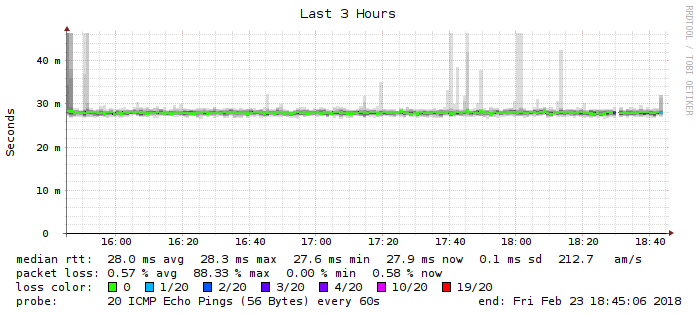 Last 3 Hours
RRDTOOL / TOBI OETIKER
Seconds
40 m
30 m
20 m
10 m
0
16:00 16:20 16:40 17:00 17:20 17:40 18:00 18:20 18:40
median rtt: 28.0 ms avg 28.3 ms max 27.6 ms min 27.9 ms now 0.1 ms sd 212.7 am/s
packet loss: 0.57 % avg 88.33 % max 0.00 % min 0.58 % now
loss color: 0 1/20 2/20 3/20 4/20 10/20 19/20
probe: 20 ICMP Echo Pings (56 Bytes) every 60s end: Fri Feb 23 18:45:06 2018